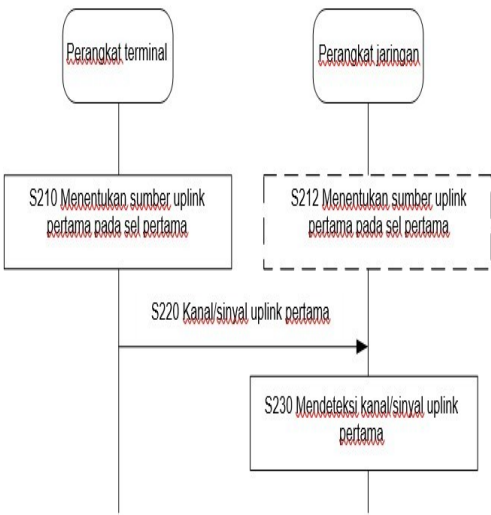 Perangkat terminal
Perangkat jaringan
S210 Menentukan sumber uplink
pertama pada sel pertama
S212 Menentukan sumber uplink
pertama pada sel pertama
S220 Kanal/sinyal uplink pertama
S230 Mendeteksi kanal/sinyal uplink
pertama